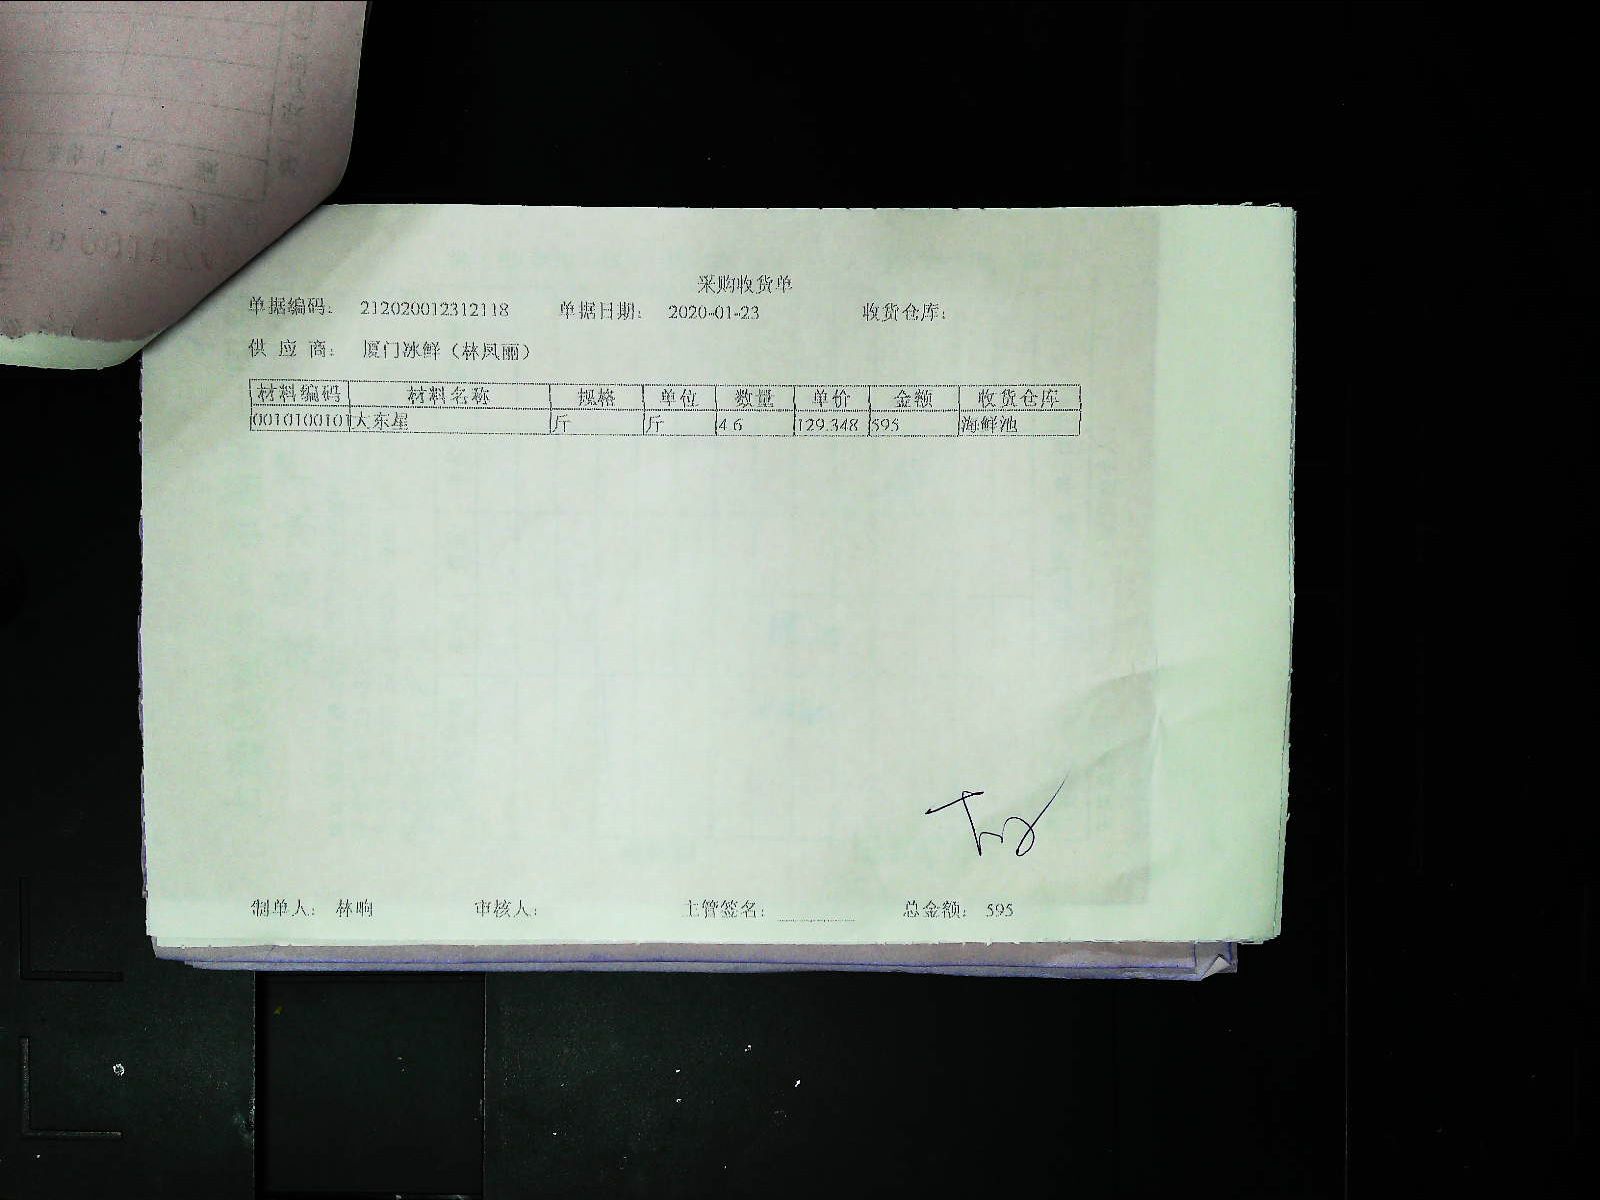 采购收货单
单据编码： 212020012312118 单据日期： 2020-01-23 收货仓库：
供 应 商： 厦门冰鲜（林凤丽）
材料编码 材料名称 规格 单位 数量 单价 金额 收货仓库
0010100101 大东星 斤 斤 4.6 129.348 595 海鲜池
制单人： 林响 审核人： 主管签名： 总金额： 595